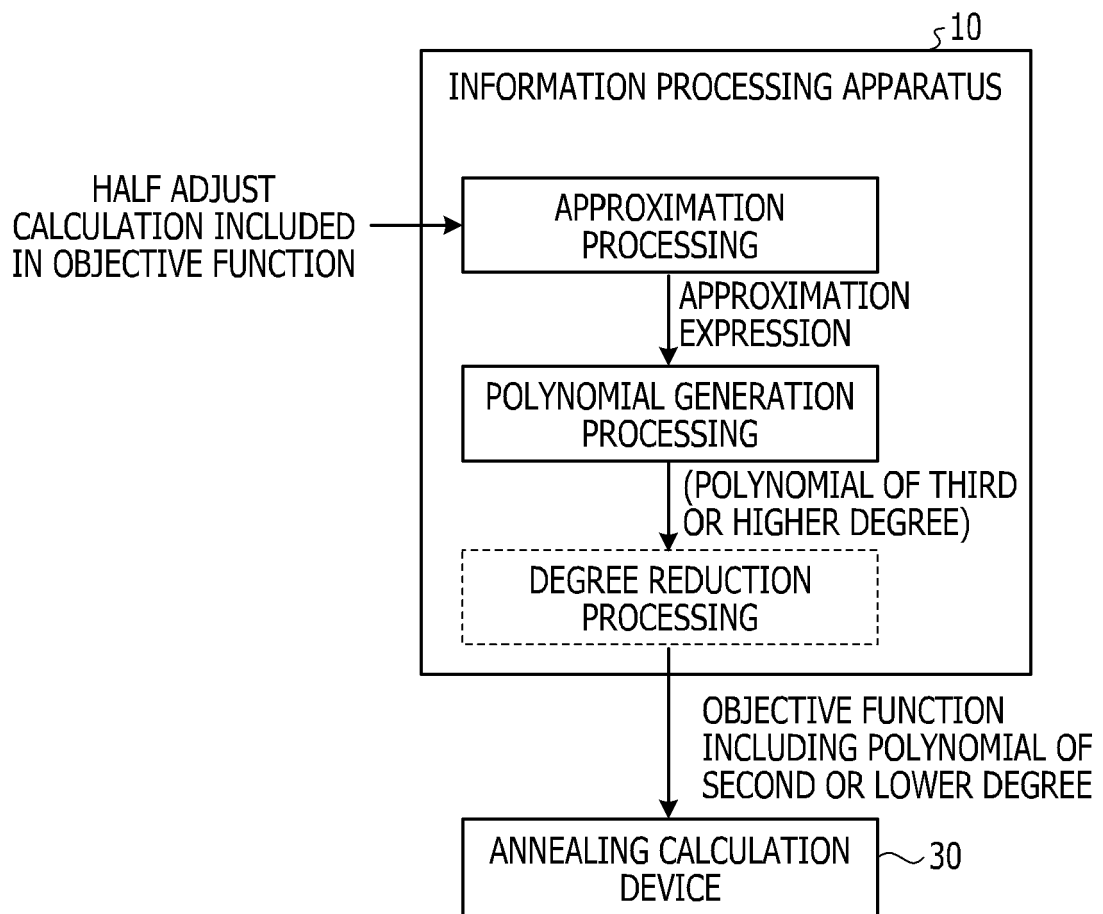 10
INFORMATION PROCESSING APPARATUS
HALF ADJUST
CALCULATION INCLUDED
IN OBJECTIVE FUNCTION
APPROXIMATION
PROCESSING
APPROXIMATION
EXPRESSION
POLYNOMIAL GENERATION
PROCESSING
(POLYNOMIAL OF THIRD
OR HIGHER DEGREE)
DEGREE REDUCTION
PROCESSING
OBJECTIVE FUNCTION
INCLUDING POLYNOMIAL OF
SECOND OR LOWER DEGREE
ANNEALING CALCULATION
DEVICE
30